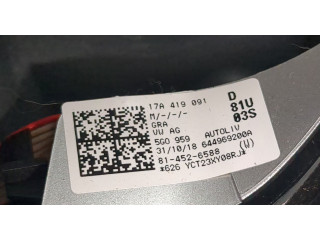 17A 419 091 D
M/-/-/- 81U
GRA 03S
VW AG
5G0 959 AUTOLIV
31/10/18 644969200A
81-452-6588 (W)
*626 YCT23XY08RJ*